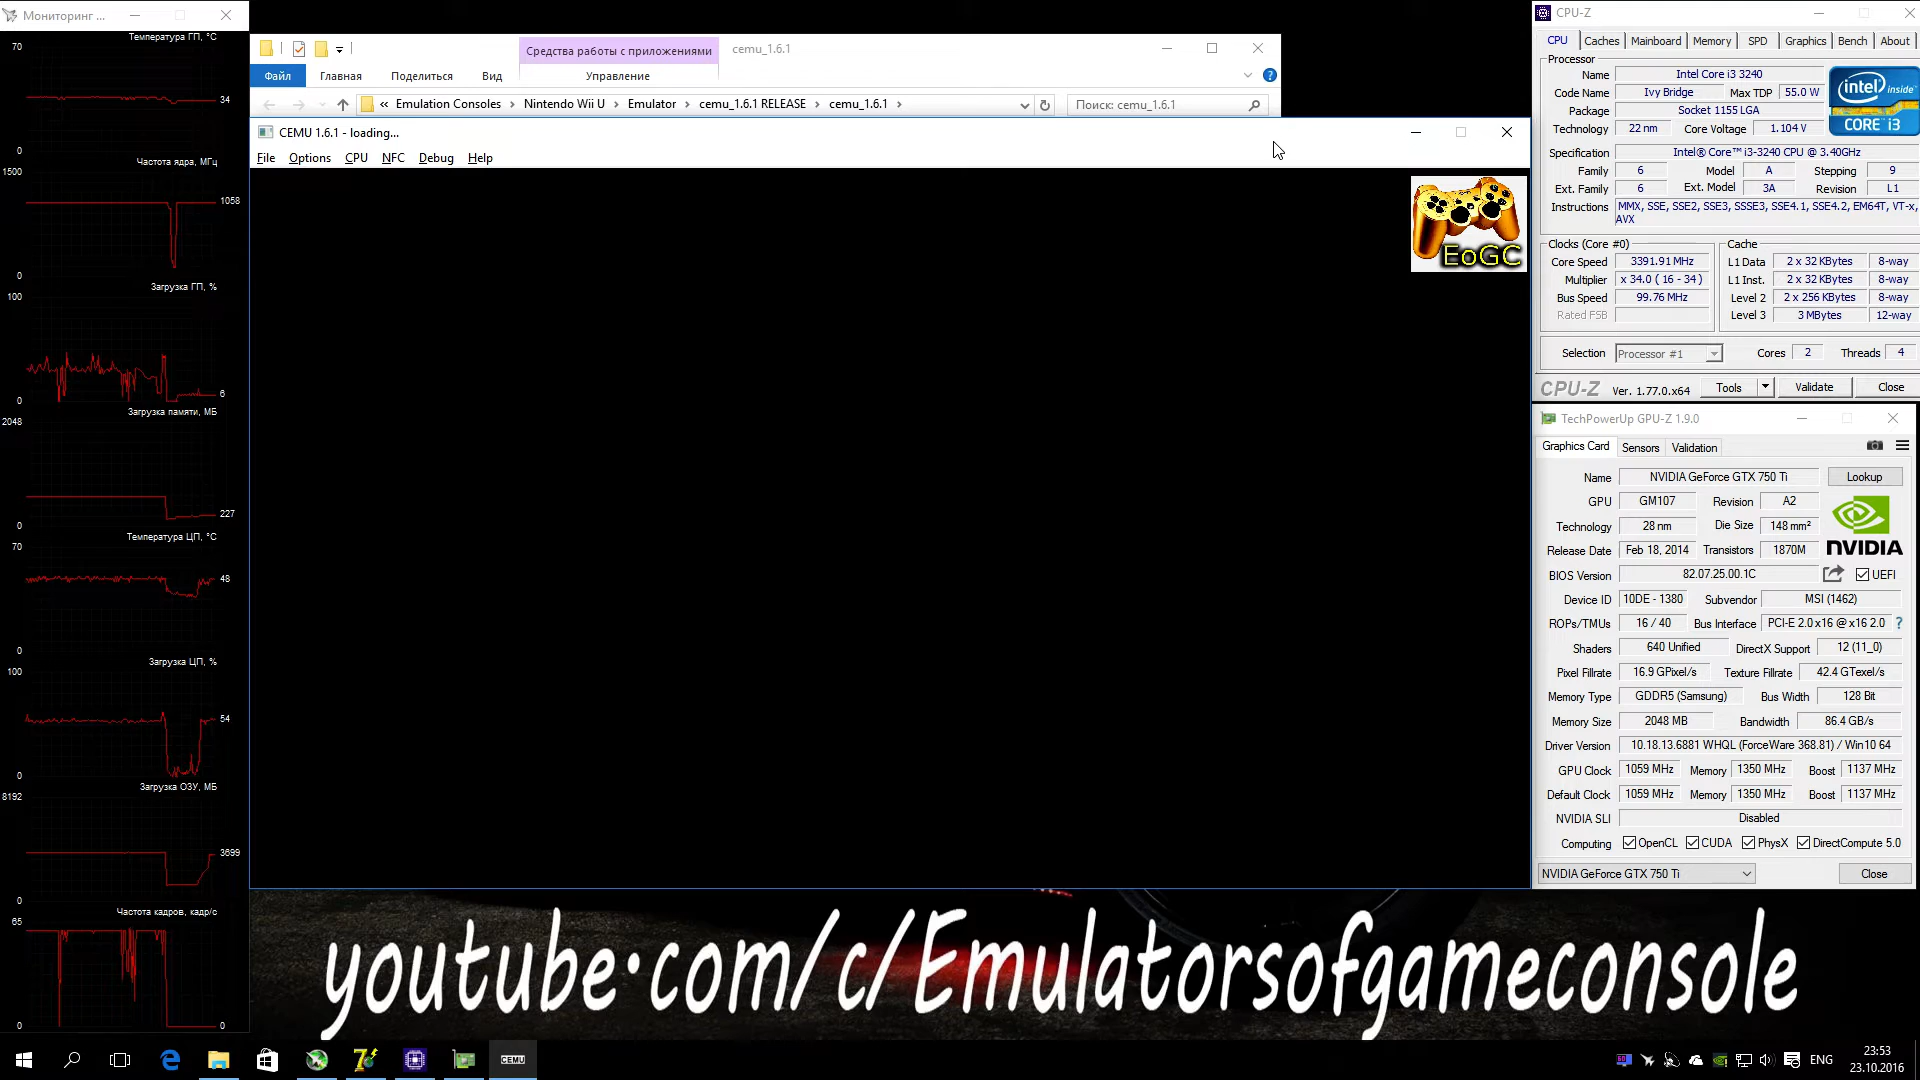 Мониторинг ...
Температура ГП, °C
70
34
0
Частота ядра, МГц
1500
1058
0
Загрузка ГП, %
100
6
0
Загрузка памяти, МБ
2048
227
0
Температура ЦП, °C
70
48
0
Загрузка ЦП, %
100
54
0
Загрузка ОЗУ, МБ
8192
3699
0
Частота кадров, кадр/с
65
0
0
Средства работы с приложениями
cemu_1.6.1
Файл
Главная
Поделиться
Вид
Управление
« Emulation Consoles > Nintendo Wii U > Emulator > cemu_1.6.1 RELEASE > cemu_1.6.1 >
Поиск: cemu_1.6.1
CEMU 1.6.1 - loading...
File Options CPU NFC Debug Help
EoGC
CPU-Z
CPU Caches Mainboard Memory SPD Graphics Bench About
Processor
Name Intel Core i3 3240
Code Name Ivy Bridge Max TDP 55.0 W
Package Socket 1155 LGA
Technology 22 nm Core Voltage 1.104 V
intel inside
CORE i3
Specification Intel® Core™ i3-3240 CPU @ 3.40GHz
Family 6 Model A Stepping 9
Ext. Family 6 Ext. Model 3A Revision L1
Instructions MMX, SSE, SSE2, SSE3, SSSE3, SSE4.1, SSE4.2, EM64T, VT-x,
AVX
Clocks (Core #0)
Core Speed 3391.91 MHz
Multiplier x 34.0 ( 16 - 34 )
Bus Speed 99.76 MHz
Rated FSB
Cache
L1 Data 2 x 32 KBytes 8-way
L1 Inst. 2 x 32 KBytes 8-way
Level 2 2 x 256 KBytes 8-way
Level 3 3 MBytes 12-way
Selection Processor #1 Cores 2 Threads 4
CPU-Z Ver. 1.77.0.x64 Tools Validate Close
TechPowerUp GPU-Z 1.9.0
Graphics Card Sensors Validation
Name NVIDIA GeForce GTX 750 Ti Lookup
GPU GM107 Revision A2
Technology 28 nm Die Size 148 mm²
Release Date Feb 18, 2014 Transistors 1870M
NVIDIA
BIOS Version 82.07.25.00.1C UEFI
Device ID 10DE - 1380 Subvendor MSI (1462)
ROPs/TMUs 16 / 40 Bus Interface PCI-E 2.0 x16 @ x16 2.0 ?
Shaders 640 Unified DirectX Support 12 (11_0)
Pixel Fillrate 16.9 GPixel/s Texture Fillrate 42.4 GTexel/s
Memory Type GDDR5 (Samsung) Bus Width 128 Bit
Memory Size 2048 MB Bandwidth 86.4 GB/s
Driver Version 10.18.13.6881 WHQL (ForceWare 368.81) / Win10 64
GPU Clock 1059 MHz Memory 1350 MHz Boost 1137 MHz
Default Clock 1059 MHz Memory 1350 MHz Boost 1137 MHz
NVIDIA SLI Disabled
Computing OpenCL CUDA PhysX DirectCompute 5.0
NVIDIA GeForce GTX 750 Ti Close
youtube.com/c/Emulatorsofgameconsole
CEMU
ENG
23:53
23.10.2016